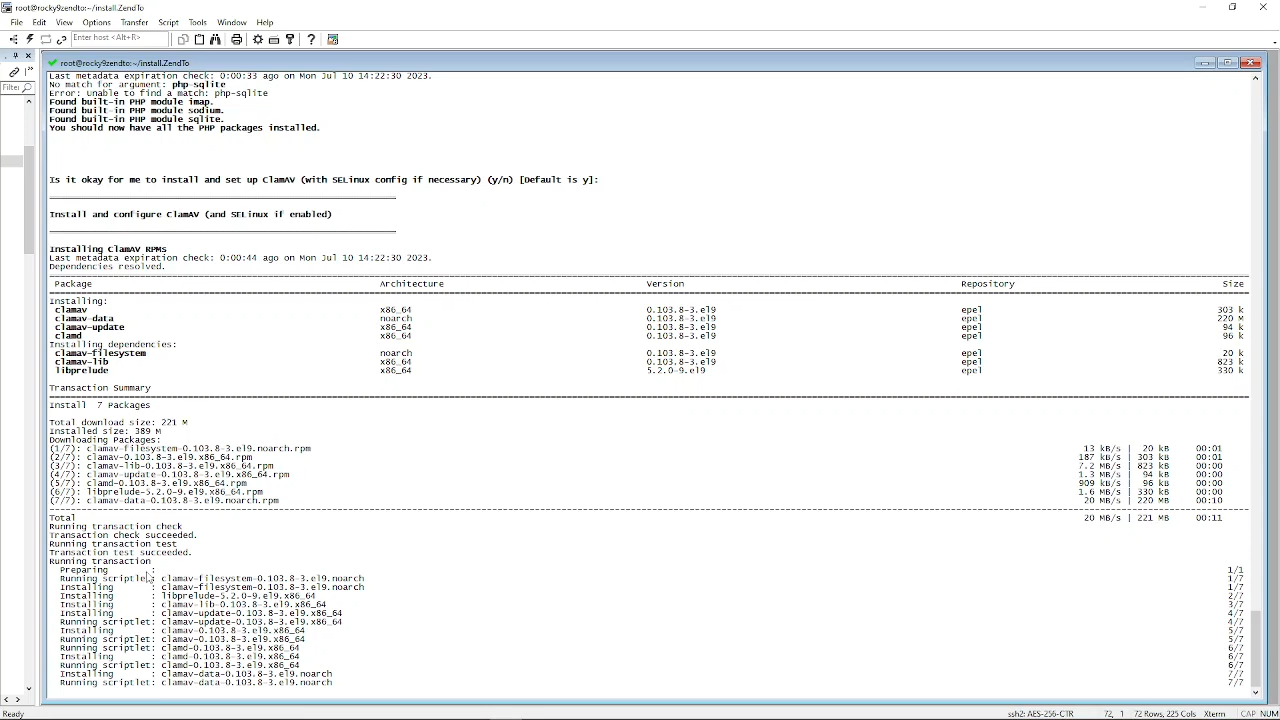 root@rocky9zendto:~/install.ZendTo
File Edit View Options Transfer Script Tools Window Help
Enter host <Alt+R>
root@rocky9zendto:~/install.ZendTo
Filter
Last metadata expiration check: 0:00:33 ago on Mon Jul 10 14:22:30 2023.
No match for argument: php-sqlite
Error: Unable to find a match: php-sqlite
Found built-in PHP module imap.
Found built-in PHP module sodium.
Found built-in PHP module sqlite.
You should now have all the PHP packages installed.
Is it okay for me to install and set up ClamAV (with SELinux config if necessary) (y/n) [Default is y]:
Install and configure ClamAV (and SELinux if enabled)
Installing ClamAV RPMs
Last metadata expiration check: 0:00:44 ago on Mon Jul 10 14:22:30 2023.
Dependencies resolved.
Package Architecture Version Repository Size
Installing:
clamav x86_64 0.103.8-3.el9 epel 303 k
clamav-data noarch 0.103.8-3.el9 epel 220 M
clamav-update x86_64 0.103.8-3.el9 epel 94 k
clamd x86_64 0.103.8-3.el9 epel 96 k
Installing dependencies:
clamav-filesystem noarch 0.103.8-3.el9 epel 20 k
clamav-lib x86_64 0.103.8-3.el9 epel 823 k
libprelude x86_64 5.2.0-9.el9 epel 330 k
Transaction Summary
Install 7 Packages
Total download size: 221 M
Installed size: 389 M
Downloading Packages:
(1/7): clamav-filesystem-0.103.8-3.el9.noarch.rpm 13 kB/s | 20 kB 00:01
(2/7): clamav-0.103.8-3.el9.x86_64.rpm 187 kB/s | 303 kB 00:01
(3/7): clamav-lib-0.103.8-3.el9.x86_64.rpm 7.2 MB/s | 823 kB 00:00
(4/7): clamav-update-0.103.8-3.el9.x86_64.rpm 1.3 MB/s | 94 kB 00:00
(5/7): clamd-0.103.8-3.el9.x86_64.rpm 909 kB/s | 96 kB 00:00
(6/7): libprelude-5.2.0-9.el9.x86_64.rpm 1.6 MB/s | 330 kB 00:00
(7/7): clamav-data-0.103.8-3.el9.noarch.rpm 20 MB/s | 220 MB 00:10
Total 20 MB/s | 221 MB 00:11
Running transaction check
Transaction check succeeded.
Running transaction test
Transaction test succeeded.
Running transaction
Preparing : 1/1
Running scriptlet: clamav-filesystem-0.103.8-3.el9.noarch 1/7
Installing : clamav-filesystem-0.103.8-3.el9.noarch 1/7
Installing : libprelude-5.2.0-9.el9.x86_64 2/7
Installing : clamav-lib-0.103.8-3.el9.x86_64 3/7
Installing : clamav-update-0.103.8-3.el9.x86_64 4/7
Running scriptlet: clamav-update-0.103.8-3.el9.x86_64 4/7
Installing : clamav-0.103.8-3.el9.x86_64 5/7
Running scriptlet: clamav-0.103.8-3.el9.x86_64 5/7
Running scriptlet: clamd-0.103.8-3.el9.x86_64 6/7
Installing : clamd-0.103.8-3.el9.x86_64 6/7
Running scriptlet: clamd-0.103.8-3.el9.x86_64 6/7
Installing : clamav-data-0.103.8-3.el9.noarch 7/7
Running scriptlet: clamav-data-0.103.8-3.el9.noarch 7/7
Ready ssh2: AES-256-CTR 72, 1 72 Rows, 225 Cols Xterm CAP NUM